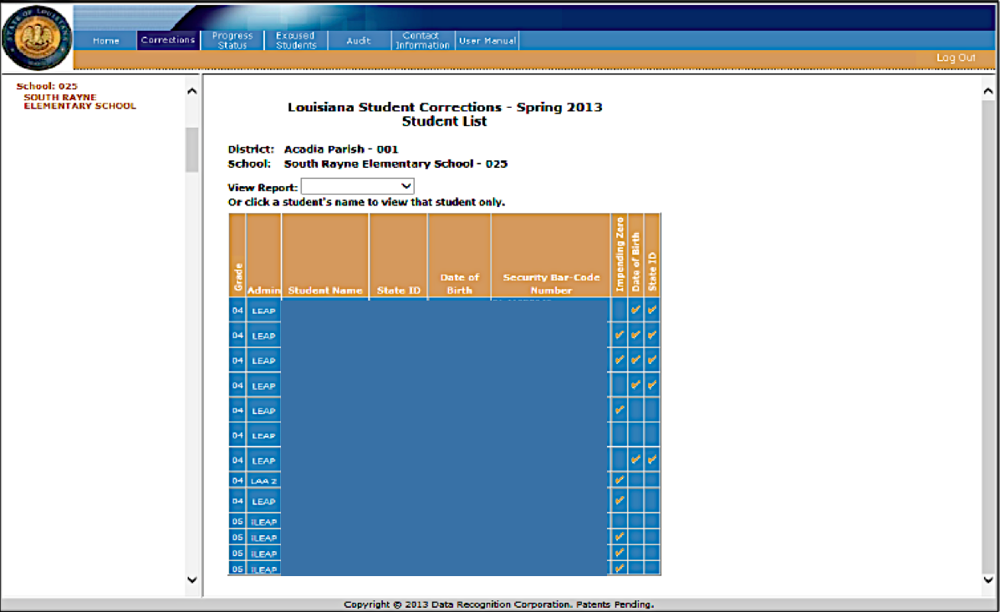 STATE OF LOUISIANA
Home
Corrections
Progress
Status
Excused
Students
Audit
Contact
Information
User Manual
Log Out
School: 025
SOUTH RAYNE
ELEMENTARY SCHOOL
Louisiana Student Corrections - Spring 2013
Student List
District: Acadia Parish - 001
School: South Rayne Elementary School - 025
View Report:
Or click a student's name to view that student only.
Grade Admin Student Name State ID Date of Birth Security Bar-Code Number Impending Zero Date of Birth State ID
04 LEAP ✔ ✔
04 LEAP ✔ ✔ ✔
04 LEAP ✔ ✔ ✔
04 LEAP ✔ ✔
04 LEAP ✔
04 LEAP
04 LEAP ✔ ✔
04 LAA 2 ✔
04 LEAP ✔
05 iLEAP
05 iLEAP ✔
05 iLEAP ✔
05 iLEAP ✔
Copyright © 2013 Data Recognition Corporation. Patents Pending.